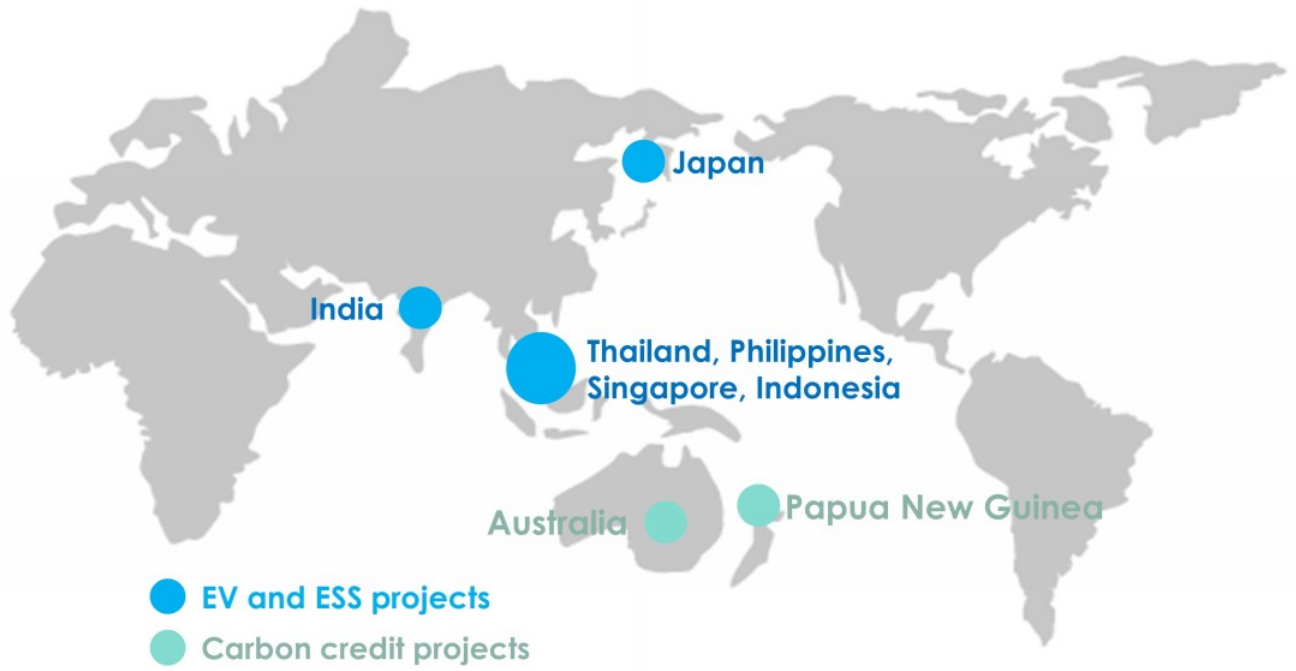 Japan
India
Thailand, Philippines,
Singapore, Indonesia
Australia
Papua New Guinea
EV and ESS projects
Carbon credit projects